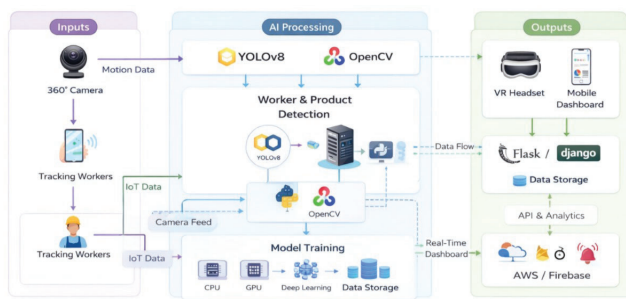 Inputs
AI Processing
Outputs
360° Camera
Motion Data
YOLOv8
OpenCV
VR Headset
Mobile
Dashboard
Worker & Product
Detection
YOLOv8
Tracking Workers
IoT Data
Data Flow
Flask / django
Data Storage
OpenCV
Camera Feed
API & Analytics
Tracking Workers
IoT Data
Model Training
CPU
GPU
Deep Learning
Data Storage
Real-Time
Dashboard
AWS / Firebase